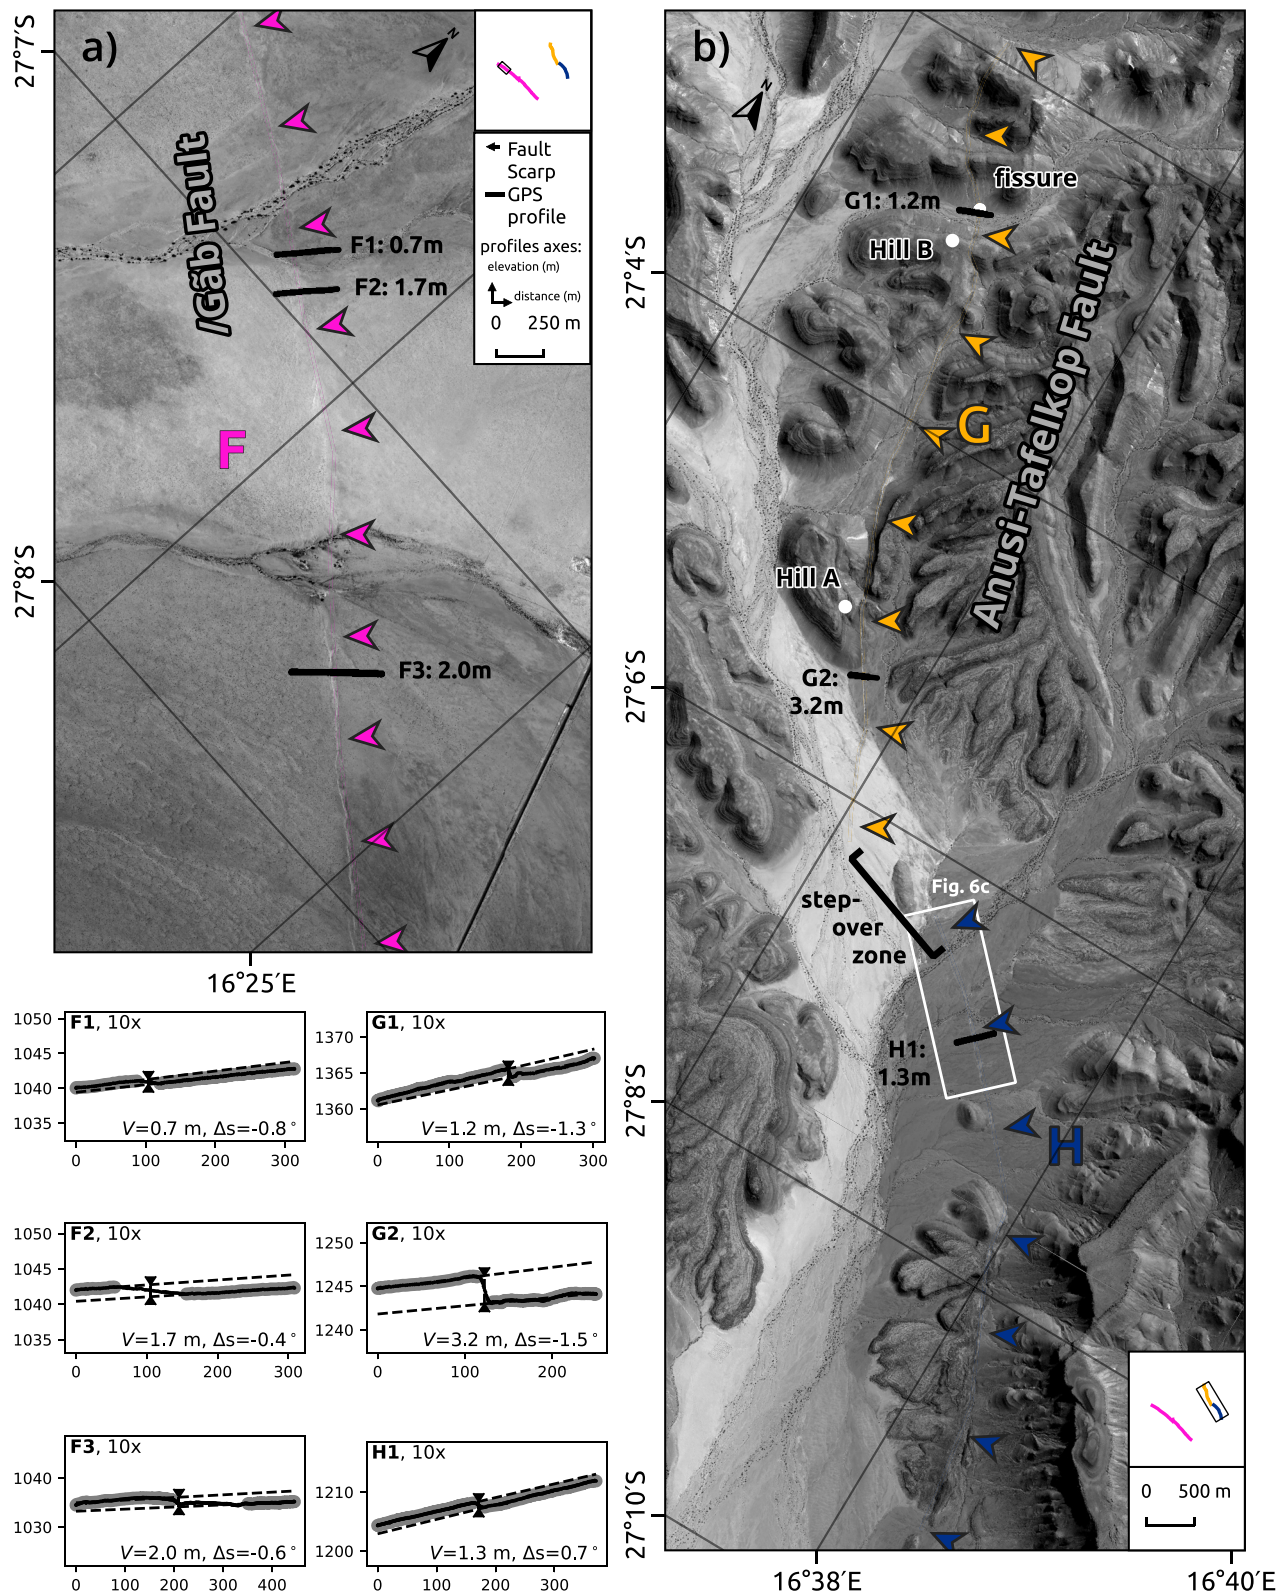 a)
27°7′S
27°8′S
16°25′E
/Gãb Fault
F
F1: 0.7m
F2: 1.7m
F3: 2.0m
N
Fault
Scarp
GPS
profile
profiles axes:
elevation (m)
distance (m)
0 250 m
b)
N
27°4′S
27°6′S
27°8′S
27°10′S
16°38′E
16°40′E
fissure
G1: 1.2m
Hill B
Anusi-Tafelkop Fault
G
Hill A
G2:
3.2m
Fig. 6c
step-
over
zone
H1:
1.3m
H
0 500 m
F1, 10x
1050
1045
1040
1035
V=0.7 m, Δs=-0.8°
0 100 200 300
G1, 10x
1370
1365
1360
V=1.2 m, Δs=-1.3°
0 100 200 300
F2, 10x
1050
1045
1040
1035
V=1.7 m, Δs=-0.4°
0 100 200 300
G2, 10x
1250
1245
1240
V=3.2 m, Δs=-1.5°
0 100 200
F3, 10x
1040
1030
V=2.0 m, Δs=-0.6°
0 100 200 300 400
H1, 10x
1210
1200
V=1.3 m, Δs=0.7°
0 100 200 300